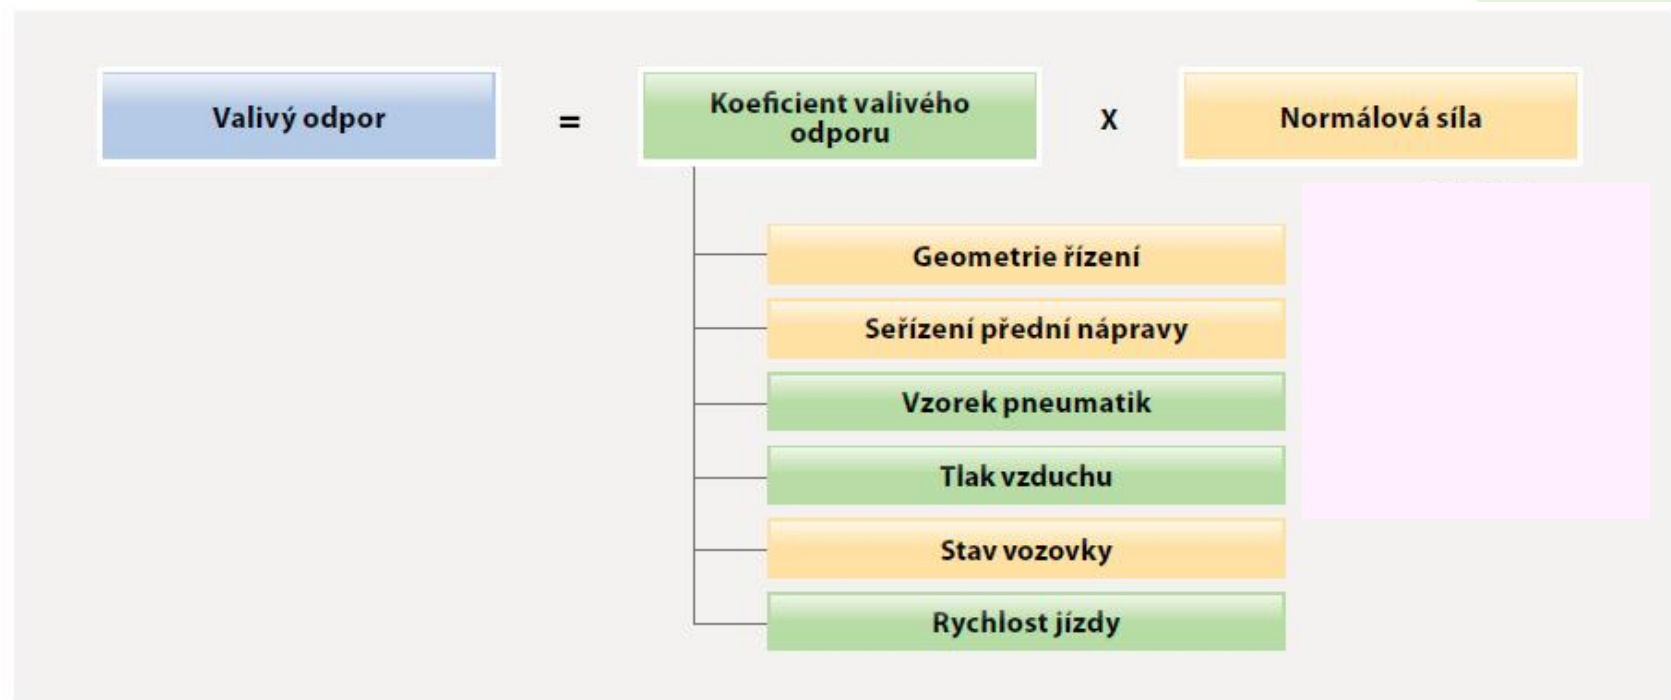 Valivý odpor
=
Koeficient valivého
odporu
X
Normálová síla
Geometrie řízení
Seřízení přední nápravy
Vzorek pneumatik
Tlak vzduchu
Stav vozovky
Rychlost jízdy